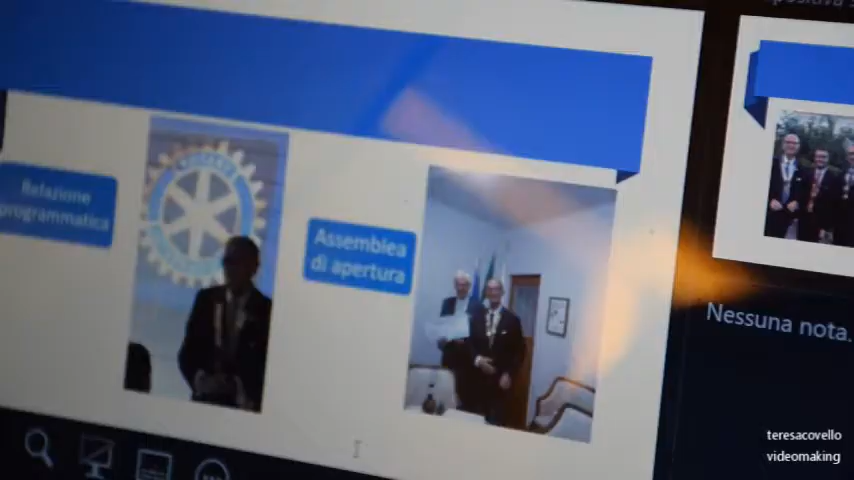 Relazione
programmatica
Assemblea
di apertura
Nessuna nota.
teresacovello
videomaking